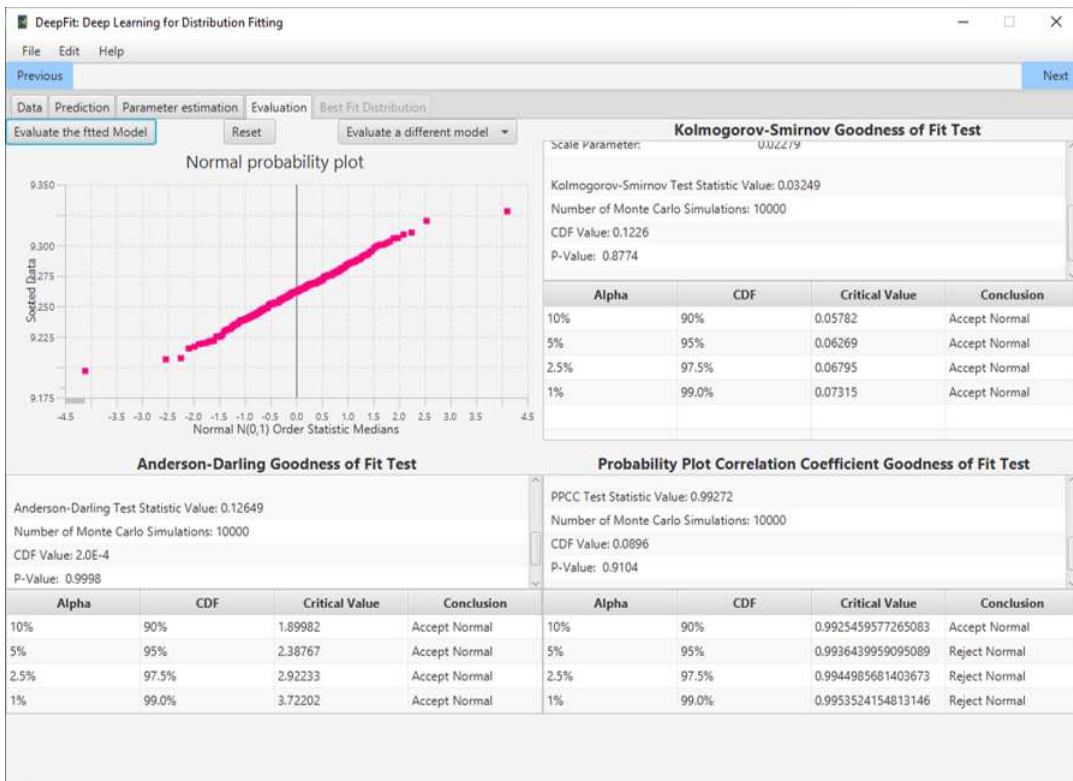 DeepFit: Deep Learning for Distribution Fitting
File Edit Help
Previous Next
Data Prediction Parameter estimation Evaluation Best Fit Distribution
Evaluate the ftted Model Reset Evaluate a different model
Normal probability plot
9.350
9.300
9.275
9.250
9.225
9.175
Sorted Data
-4.5 -3.5 -3.0 -2.5 -2.0 -1.5 -1.0 -0.5 0.0 0.5 1.0 1.5 2.0 2.5 3.0 3.5 4.5
Normal N(0,1) Order Statistic Medians
Kolmogorov-Smirnov Goodness of Fit Test
Scale Parameter: 0.02279
Kolmogorov-Smirnov Test Statistic Value: 0.03249
Number of Monte Carlo Simulations: 10000
CDF Value: 0.1226
P-Value: 0.8774
Alpha CDF Critical Value Conclusion
10% 90% 0.05782 Accept Normal
5% 95% 0.06269 Accept Normal
2.5% 97.5% 0.06795 Accept Normal
1% 99.0% 0.07315 Accept Normal
Anderson-Darling Goodness of Fit Test
Anderson-Darling Test Statistic Value: 0.12649
Number of Monte Carlo Simulations: 10000
CDF Value: 2.0E-4
P-Value: 0.9998
Alpha CDF Critical Value Conclusion
10% 90% 1.89982 Accept Normal
5% 95% 2.38767 Accept Normal
2.5% 97.5% 2.92233 Accept Normal
1% 99.0% 3.72202 Accept Normal
Probability Plot Correlation Coefficient Goodness of Fit Test
PPCC Test Statistic Value: 0.99272
Number of Monte Carlo Simulations: 10000
CDF Value: 0.0896
P-Value: 0.9104
Alpha CDF Critical Value Conclusion
10% 90% 0.9925459577265083 Accept Normal
5% 95% 0.9936439959095089 Reject Normal
2.5% 97.5% 0.9944985681403673 Reject Normal
1% 99.0% 0.9953524154813146 Reject Normal